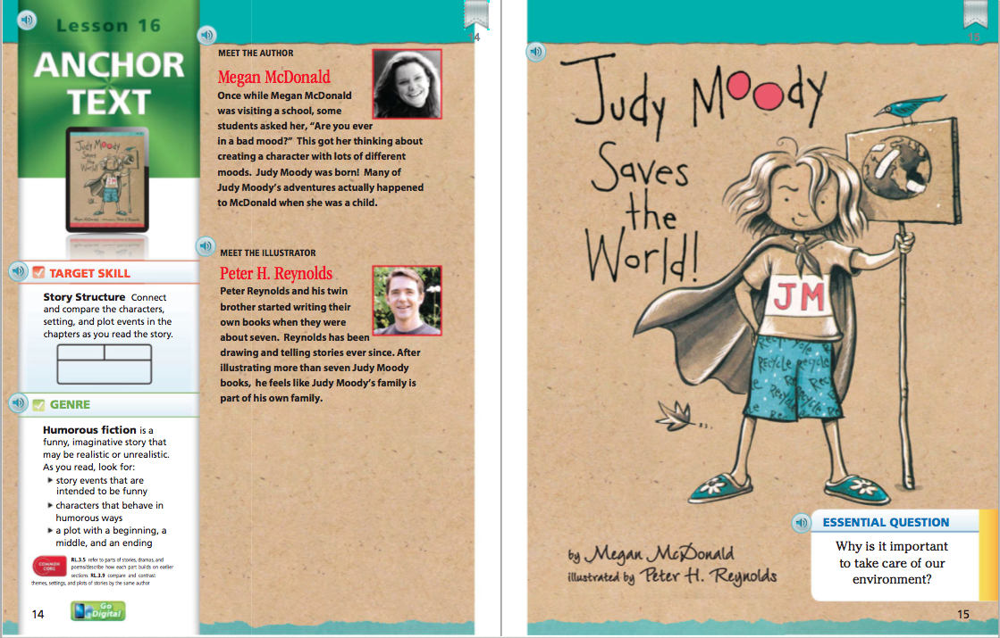 Lesson 16
ANCHOR
TEXT
Judy Moody
Saves
the
World!
TARGET SKILL
Story Structure Connect
and compare the characters,
setting, and plot events in the
chapters as you read the story.
GENRE
Humorous fiction is a
funny, imaginative story that
may be realistic or unrealistic.
As you read, look for:
story events that are
intended to be funny
characters that behave in
humorous ways
a plot with a beginning, a
middle, and an ending
COMMON
CORE
RL.3.5 refer to parts of stories, dramas, and
poems/describe how each part builds on earlier
sections RL.3.9 compare and contrast
themes, settings, and plots of stories by the same author
14
Go
Digital
14
MEET THE AUTHOR
Megan McDonald
Once while Megan McDonald
was visiting a school, some
students asked her, “Are you ever
in a bad mood?” This got her thinking about
creating a character with lots of different
moods. Judy Moody was born! Many of
Judy Moody’s adventures actually happened
to McDonald when she was a child.
MEET THE ILLUSTRATOR
Peter H. Reynolds
Peter Reynolds and his twin
brother started writing their
own books when they were
about seven. Reynolds has been
drawing and telling stories ever since. After
illustrating more than seven Judy Moody
books, he feels like Judy Moody’s family is
part of his own family.
15
Judy Moody
Saves
the
World!
JM
Recycle Recycle
Recycle Recycle
Recycle
by Megan McDonald
illustrated by Peter H. Reynolds
ESSENTIAL QUESTION
Why is it important
to take care of our
environment?
15